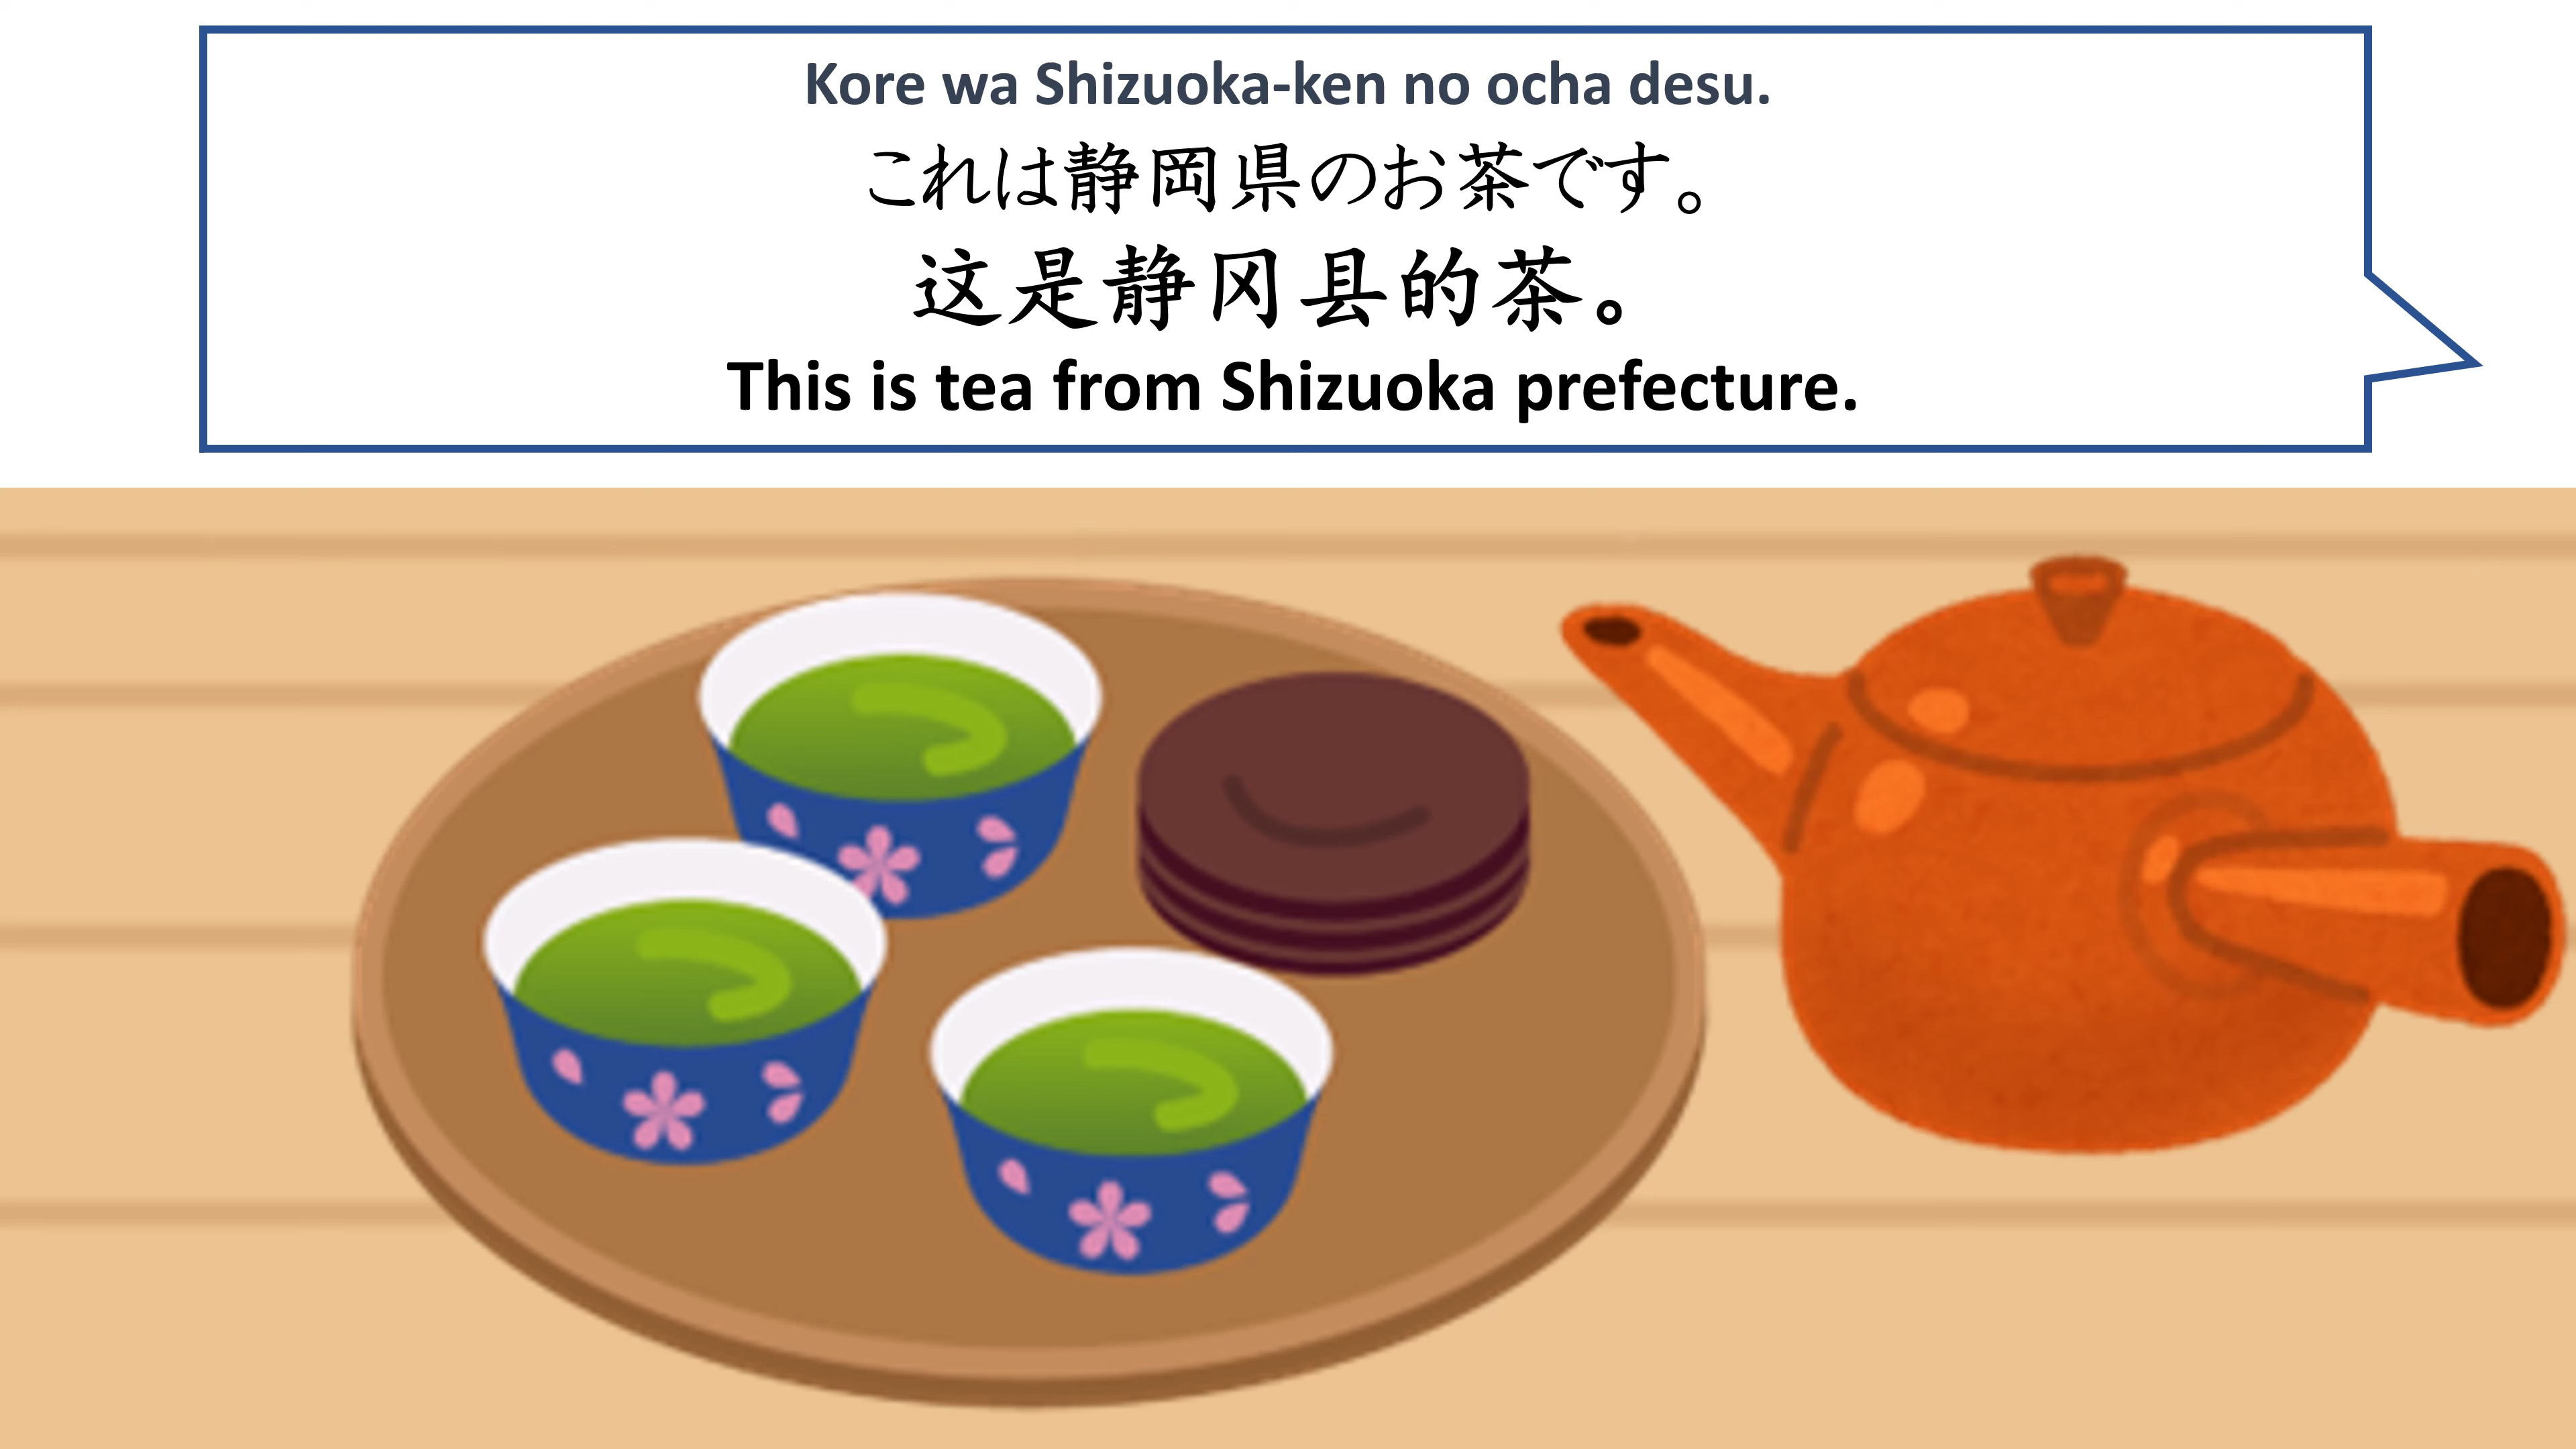 Kore wa Shizuoka-ken no ocha desu.
これは静岡県のお茶です。
这是静冈县的茶。
This is tea from Shizuoka prefecture.